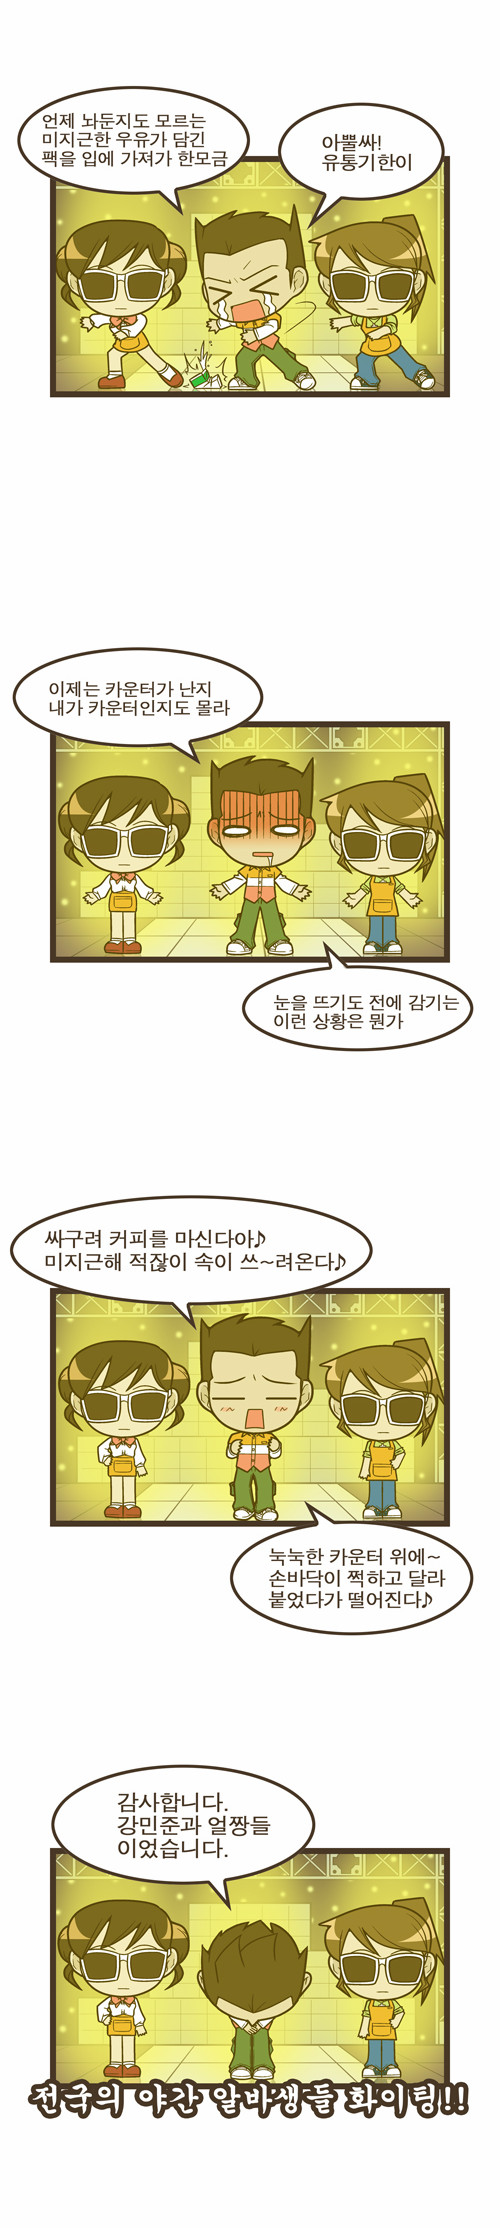 언제 놔둔지도 모르는
미지근한 우유가 담긴
팩을 입에 가져가 한모금
아뿔싸!
유통기한이
이제는 카운터가 난지
내가 카운터인지도 몰라
눈을 뜨기도 전에 감기는
이런 상황은 뭔가
싸구려 커피를 마신다아♪
미지근해 적잖이 속이 쓰~려온다♪
눅눅한 카운터 위에~
손바닥이 쩍하고 달라
붙었다가 떨어진다♪
감사합니다.
강민준과 얼짱들
이었습니다.
전국의 야간 알바생들 화이팅!!